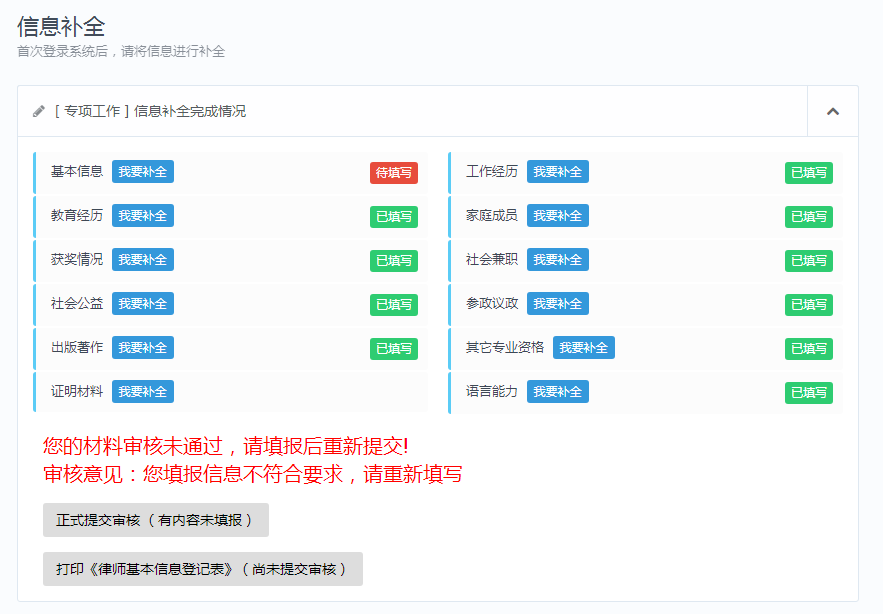 信息补全
首次登录系统后，请将信息进行补全
[ 专项工作 ] 信息补全完成情况
基本信息 我要补全 待填写 工作经历 我要补全 已填写
教育经历 我要补全 已填写 家庭成员 我要补全 已填写
获奖情况 我要补全 已填写 社会兼职 我要补全 已填写
社会公益 我要补全 已填写 参政议政 我要补全 已填写
出版著作 我要补全 已填写 其它专业资格 我要补全 已填写
证明材料 我要补全 语言能力 我要补全 已填写
您的材料审核未通过，请填报后重新提交!
审核意见：您填报信息不符合要求，请重新填写
正式提交审核（有内容未填报）
打印《律师基本信息登记表》（尚未提交审核）